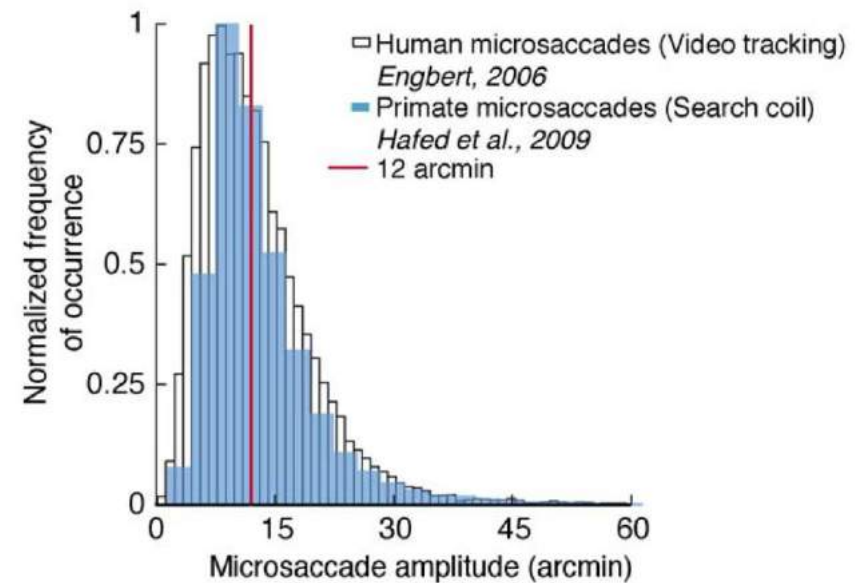 1
0.75
0.5
0.25
0
Normalized frequency
of occurrence
Human microsaccades (Video tracking)
Engbert, 2006
Primate microsaccades (Search coil)
Hafed et al., 2009
12 arcmin
0 15 30 45 60
Microsaccade amplitude (arcmin)